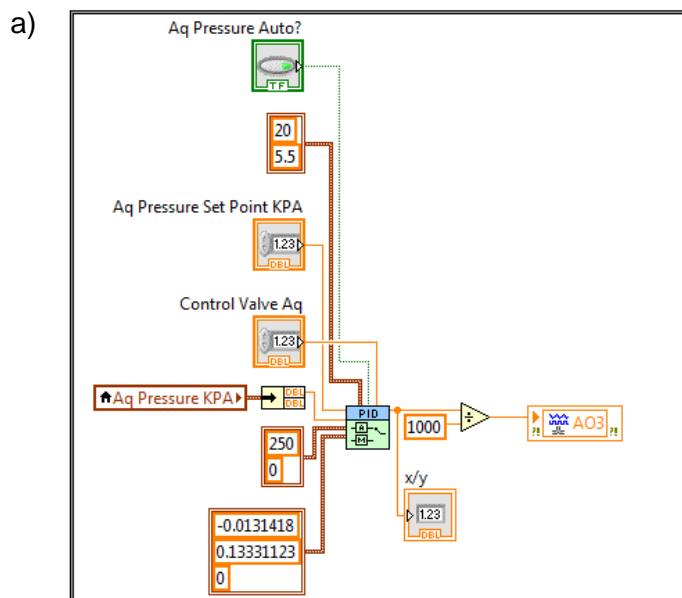 a)
Aq Pressure Auto?
TF
20
5.5
Aq Pressure Set Point KPA
1.23
DBL
Control Valve Aq
1.23
DBL
Aq Pressure KPA
DBL
DBL
PID
A
M
250
0
1000
÷
?! AO3 ?!
x/y
1.23
DBL
-0.0131418
0.13331123
0